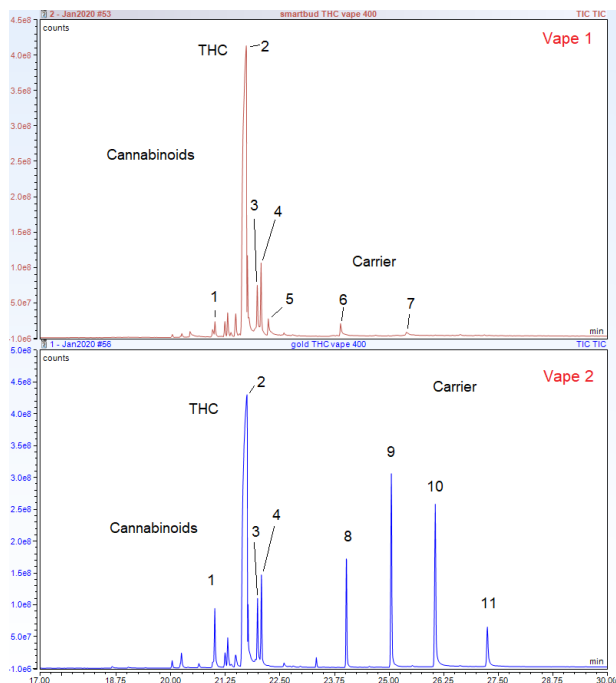 2 - Jan2020 #53 smartbud THC vape 400 TIC TIC
4.5e8
counts
Vape 1
THC
2
4.0e8
3.5e8
3.0e8
2.5e8
Cannabinoids
2.0e8
1.5e8
3 4
Carrier
1.0e8
1 5 6 7
5.0e7
min
-1.0e6
1 - Jan2020 #56 gold THC vape 400 TIC TIC
5.0e8
counts
Vape 2
2
Carrier
4.5e8
THC
4.0e8
3.5e8
9
3.0e8
10
2.5e8
Cannabinoids
3 4
8
2.0e8
1
1.5e8
11
1.0e8
5.0e7
min
-1.0e6
17.00 18.75 20.00 21.25 22.50 23.75 25.00 26.25 27.50 28.75 30.00